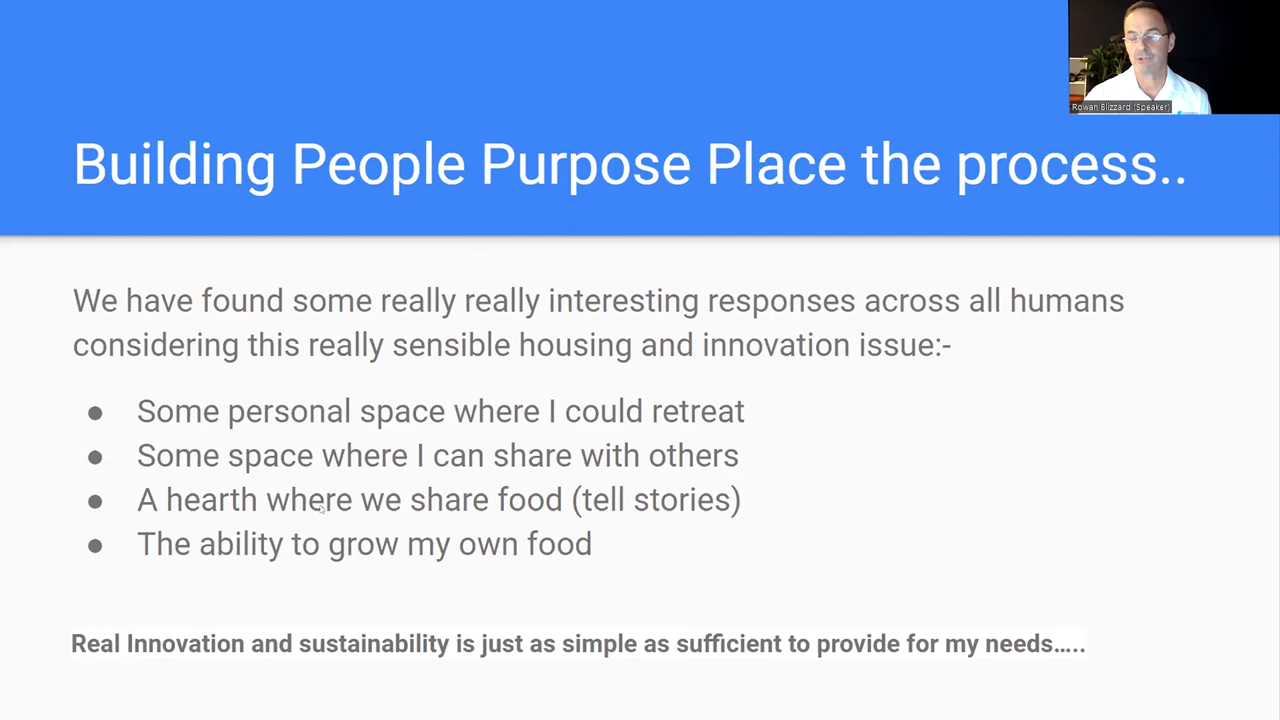 Rowan Blizzard (Speaker)
Building People Purpose Place the process..
We have found some really really interesting responses across all humans
considering this really sensible housing and innovation issue:-
● Some personal space where I could retreat
● Some space where I can share with others
● A hearth where we share food (tell stories)
● The ability to grow my own food
Real Innovation and sustainability is just as simple as sufficient to provide for my needs.....